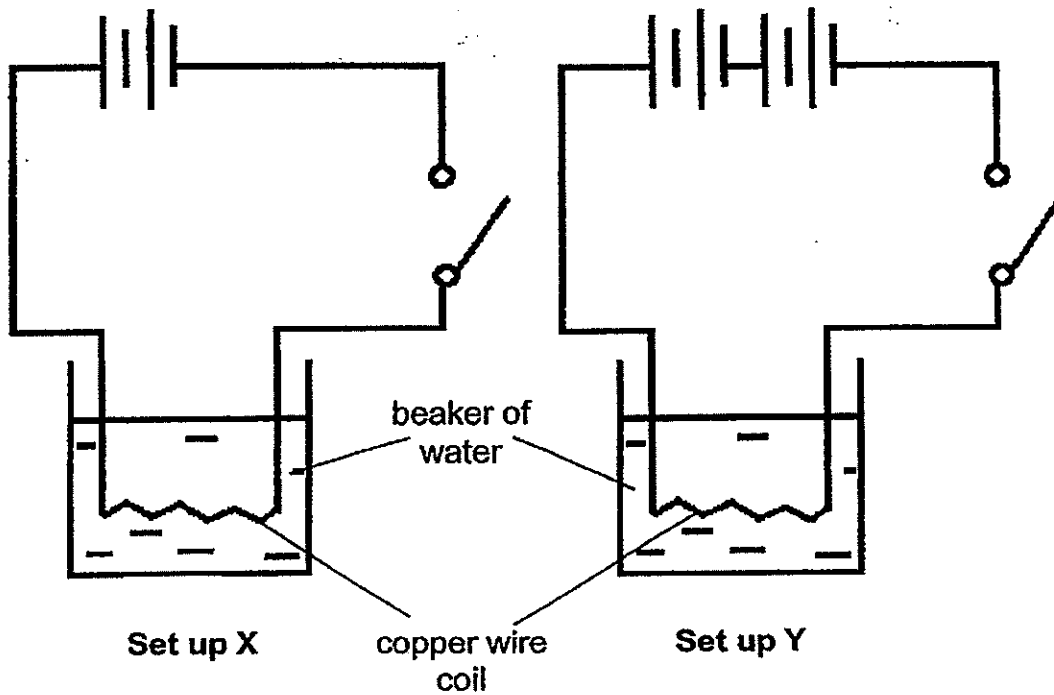 beaker of
water
Set up X
copper wire
coil
Set up Y